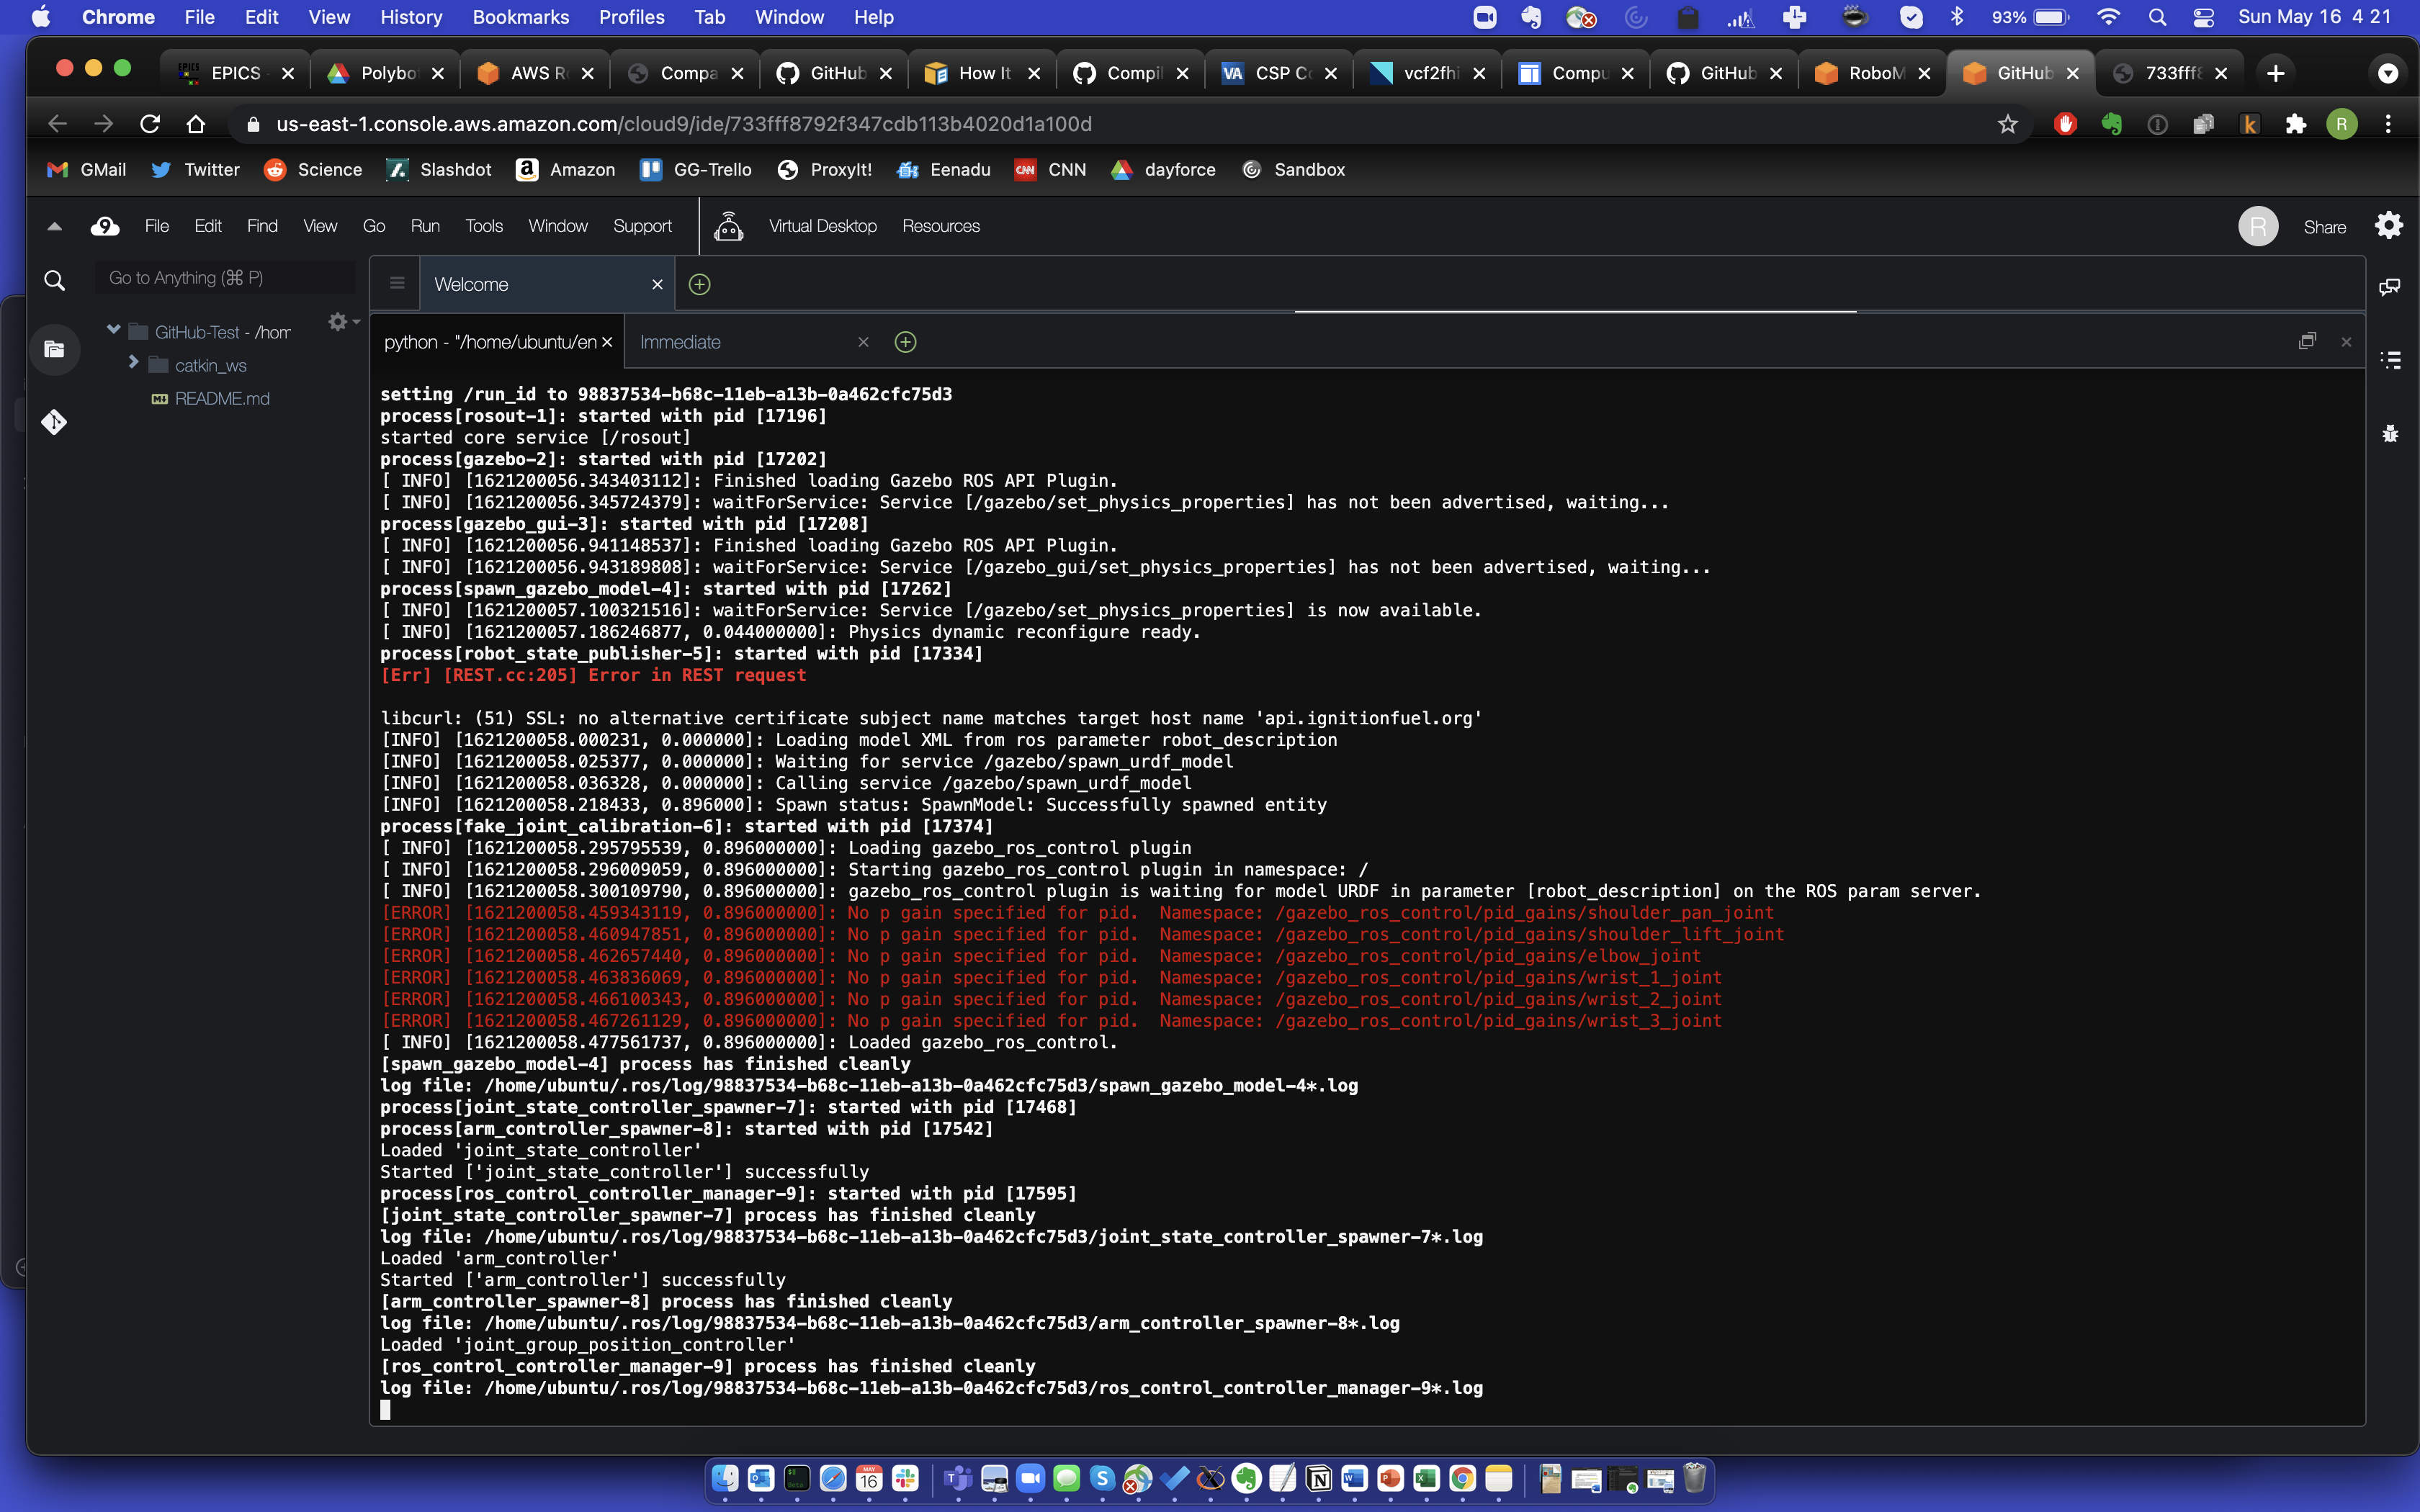 Chrome File Edit View History Bookmarks Profiles Tab Window Help 93% Sun May 16 4 21
EPICS - Polybo AWS R Compa GitHub How It Compil CSP Co vcf2fhi Compu GitHub RoboM GitHub 733fff8
us-east-1.console.aws.amazon.com/cloud9/ide/733fff8792f347cdb113b4020d1a100d
GMail Twitter Science Slashdot Amazon GG-Trello ProxyIt! Eenadu CNN dayforce Sandbox
File Edit Find View Go Run Tools Window Support Virtual Desktop Resources R Share
Go to Anything (⌘ P) Welcome
GitHub-Test - /hom
catkin_ws
README.md
python - "/home/ubuntu/en Immediate
setting /run_id to 98837534-b68c-11eb-a13b-0a462cfc75d3
process[rosout-1]: started with pid [17196]
started core service [/rosout]
process[gazebo-2]: started with pid [17202]
[ INFO] [1621200056.343403112]: Finished loading Gazebo ROS API Plugin.
[ INFO] [1621200056.345724379]: waitForService: Service [/gazebo/set_physics_properties] has not been advertised, waiting...
process[gazebo_gui-3]: started with pid [17208]
[ INFO] [1621200056.941148537]: Finished loading Gazebo ROS API Plugin.
[ INFO] [1621200056.943189808]: waitForService: Service [/gazebo_gui/set_physics_properties] has not been advertised, waiting...
process[spawn_gazebo_model-4]: started with pid [17262]
[ INFO] [1621200057.100321516]: waitForService: Service [/gazebo/set_physics_properties] is now available.
[ INFO] [1621200057.186246877, 0.044000000]: Physics dynamic reconfigure ready.
process[robot_state_publisher-5]: started with pid [17334]
[Err] [REST.cc:205] Error in REST request
libcurl: (51) SSL: no alternative certificate subject name matches target host name 'api.ignitionfuel.org'
[INFO] [1621200058.000231, 0.000000]: Loading model XML from ros parameter robot_description
[INFO] [1621200058.025377, 0.000000]: Waiting for service /gazebo/spawn_urdf_model
[INFO] [1621200058.036328, 0.000000]: Calling service /gazebo/spawn_urdf_model
[INFO] [1621200058.218433, 0.896000]: Spawn status: SpawnModel: Successfully spawned entity
process[fake_joint_calibration-6]: started with pid [17374]
[ INFO] [1621200058.295795539, 0.896000000]: Loading gazebo_ros_control plugin
[ INFO] [1621200058.296009059, 0.896000000]: Starting gazebo_ros_control plugin in namespace: /
[ INFO] [1621200058.300109790, 0.896000000]: gazebo_ros_control plugin is waiting for model URDF in parameter [robot_description] on the ROS param server.
[ERROR] [1621200058.459343119, 0.896000000]: No p gain specified for pid.  Namespace: /gazebo_ros_control/pid_gains/shoulder_pan_joint
[ERROR] [1621200058.460947851, 0.896000000]: No p gain specified for pid.  Namespace: /gazebo_ros_control/pid_gains/shoulder_lift_joint
[ERROR] [1621200058.462657440, 0.896000000]: No p gain specified for pid.  Namespace: /gazebo_ros_control/pid_gains/elbow_joint
[ERROR] [1621200058.463836069, 0.896000000]: No p gain specified for pid.  Namespace: /gazebo_ros_control/pid_gains/wrist_1_joint
[ERROR] [1621200058.466100343, 0.896000000]: No p gain specified for pid.  Namespace: /gazebo_ros_control/pid_gains/wrist_2_joint
[ERROR] [1621200058.467261129, 0.896000000]: No p gain specified for pid.  Namespace: /gazebo_ros_control/pid_gains/wrist_3_joint
[ INFO] [1621200058.477561737, 0.896000000]: Loaded gazebo_ros_control.
[spawn_gazebo_model-4] process has finished cleanly
log file: /home/ubuntu/.ros/log/98837534-b68c-11eb-a13b-0a462cfc75d3/spawn_gazebo_model-4*.log
process[joint_state_controller_spawner-7]: started with pid [17468]
process[arm_controller_spawner-8]: started with pid [17542]
Loaded 'joint_state_controller'
Started ['joint_state_controller'] successfully
process[ros_control_controller_manager-9]: started with pid [17595]
[joint_state_controller_spawner-7] process has finished cleanly
log file: /home/ubuntu/.ros/log/98837534-b68c-11eb-a13b-0a462cfc75d3/joint_state_controller_spawner-7*.log
Loaded 'arm_controller'
Started ['arm_controller'] successfully
[arm_controller_spawner-8] process has finished cleanly
log file: /home/ubuntu/.ros/log/98837534-b68c-11eb-a13b-0a462cfc75d3/arm_controller_spawner-8*.log
Loaded 'joint_group_position_controller'
[ros_control_controller_manager-9] process has finished cleanly
log file: /home/ubuntu/.ros/log/98837534-b68c-11eb-a13b-0a462cfc75d3/ros_control_controller_manager-9*.log